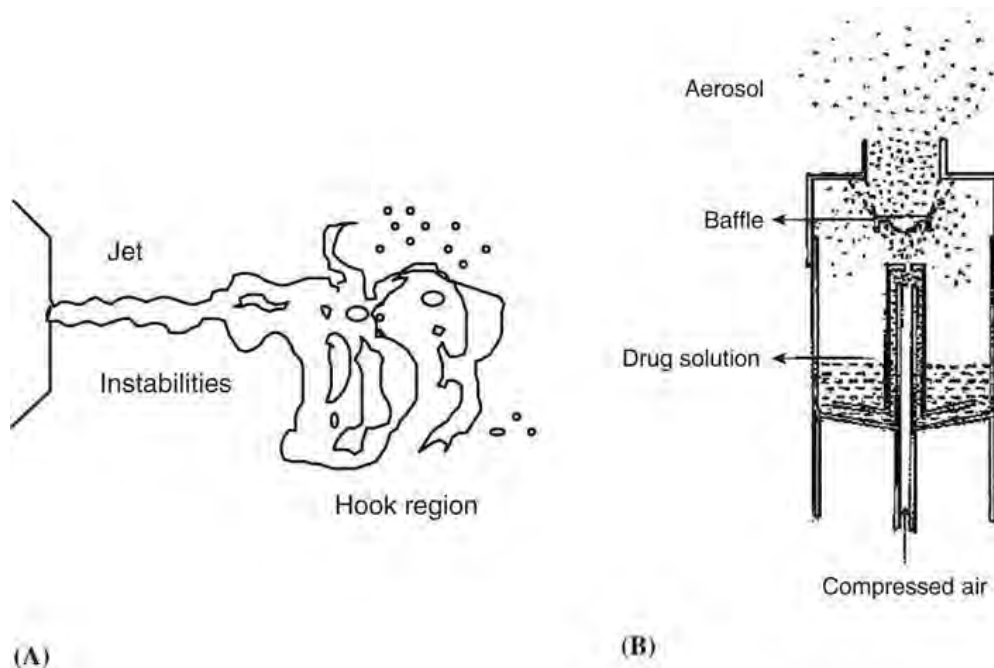 Jet
Instabilities
Hook region
(A)
Aerosol
Baffle
Drug solution
Compressed air
(B)